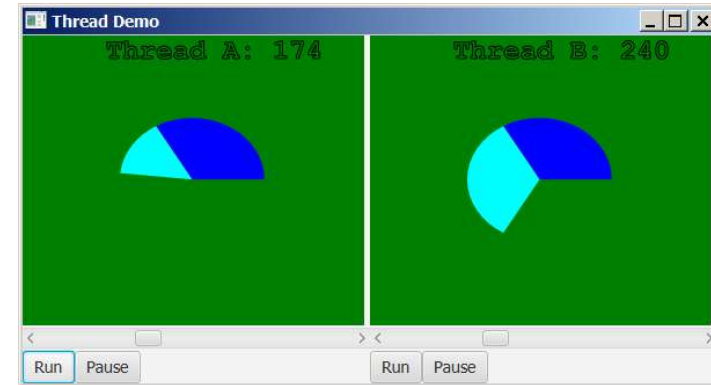 Thread Demo
Thread A: 174
Thread B: 240
Run Pause
Run Pause